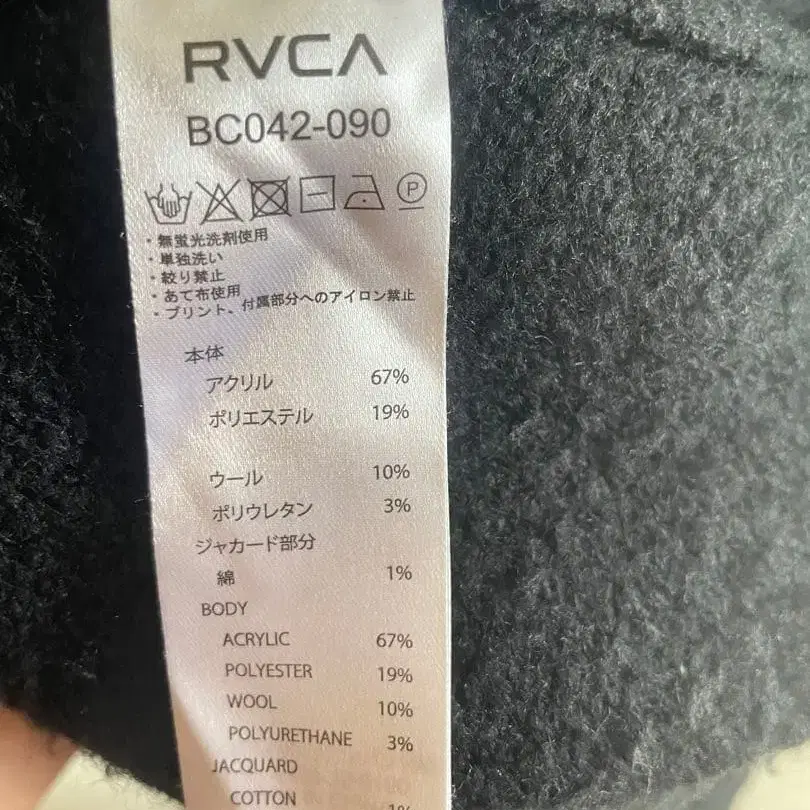 RVCA
BC042-090
P
・無蛍光洗剤使用
・単独洗い
・絞り禁止
・あて布使用
・プリント、付属部分へのアイロン禁止
本体
アクリル 67%
ポリエステル 19%
ウール 10%
ポリウレタン 3%
ジャカード部分
綿 1%
BODY
ACRYLIC 67%
POLYESTER 19%
WOOL 10%
POLYURETHANE 3%
JACQUARD
COTTON 1%